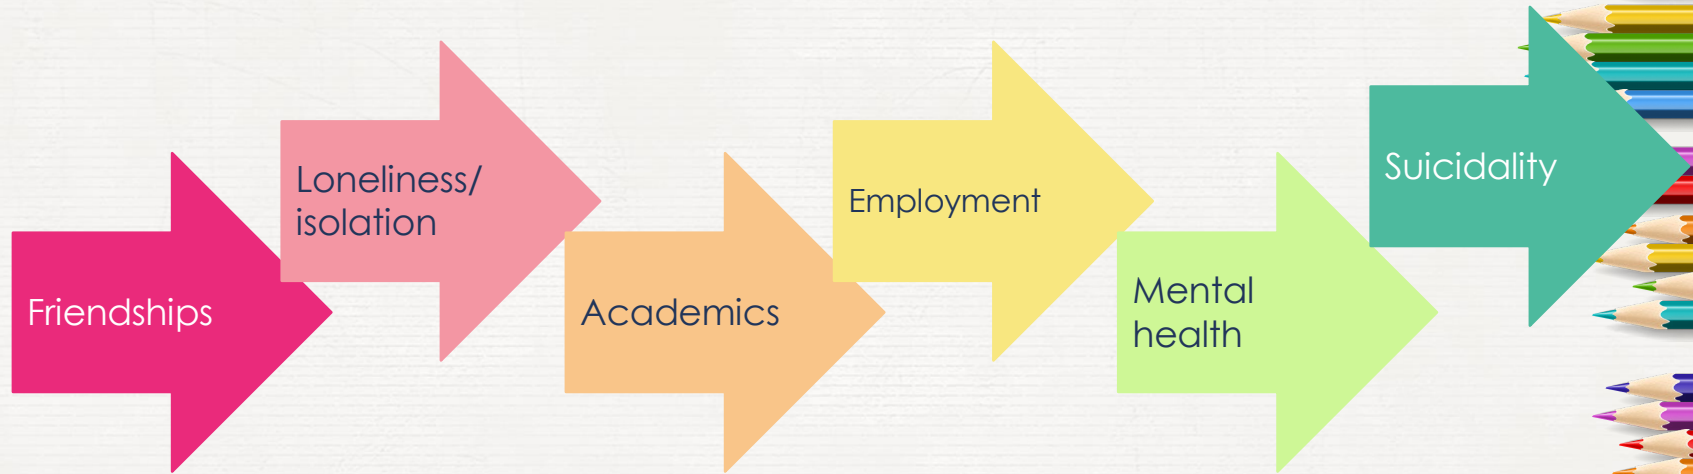 Friendships
Loneliness/
isolation
Academics
Employment
Mental
health
Suicidality